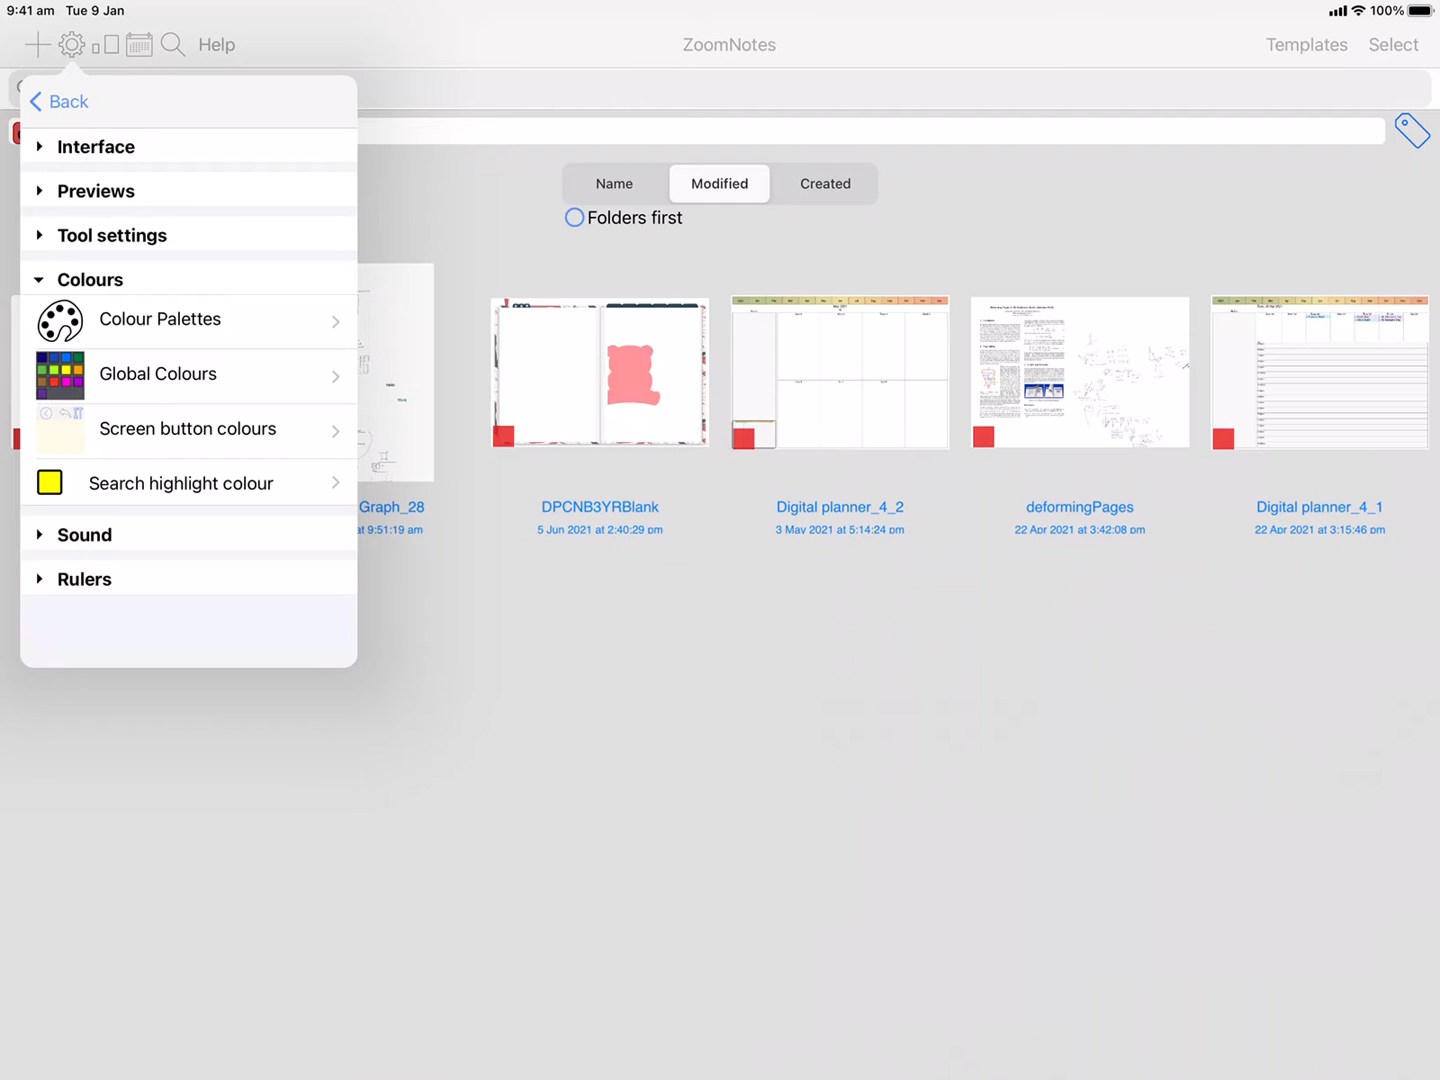 9:41 am Tue 9 Jan
100%
Help
ZoomNotes
Templates Select
Back
Interface
Previews
Tool settings
Colours
Colour Palettes
Global Colours
Screen button colours
Search highlight colour
Sound
Rulers
Name Modified Created
Folders first
Graph_28
at 9:51:19 am
DPCNB3YRBlank
5 Jun 2021 at 2:40:29 pm
Digital planner_4_2
3 May 2021 at 5:14:24 pm
deformingPages
22 Apr 2021 at 3:42:08 pm
Digital planner_4_1
22 Apr 2021 at 3:15:46 pm